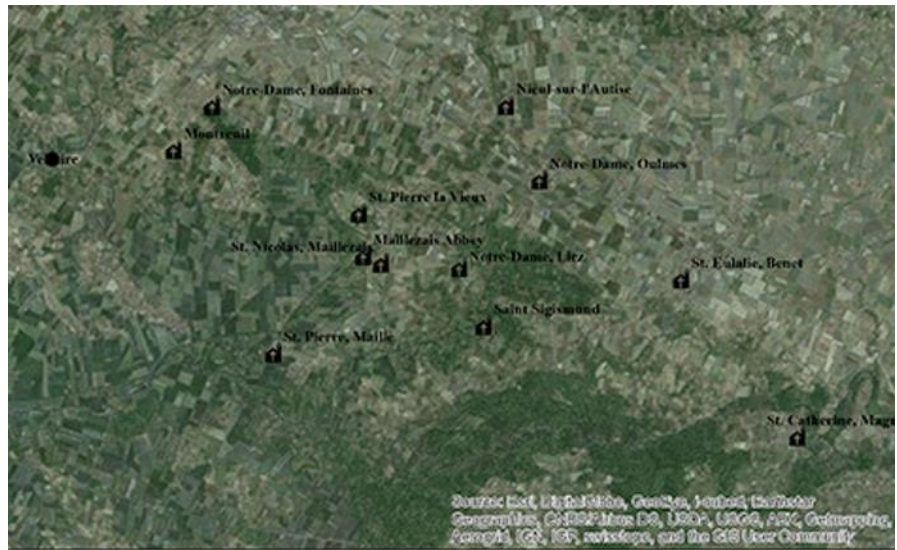 Notre-Dame, Fontaines
Nieul-sur-l'Autise
Montreuil
Notre-Dame, Oulmes
St. Pierre la Vieux
Maillezais Abbey
St. Nicolas, Maillezais
Notre-Dame, Liez
St. Eulalie, Benet
Saint Sigismund
St. Pierre, Maille
St. Catherine, Magn
Source: Esri, DigitalGlobe, GeoEye, i-cubed, Earthstar
Geographics, CNES/Airbus DS, USDA, USGS, AEX, Getmapping,
Aerogrid, IGN, IGP, swisstopo, and the GIS User Community